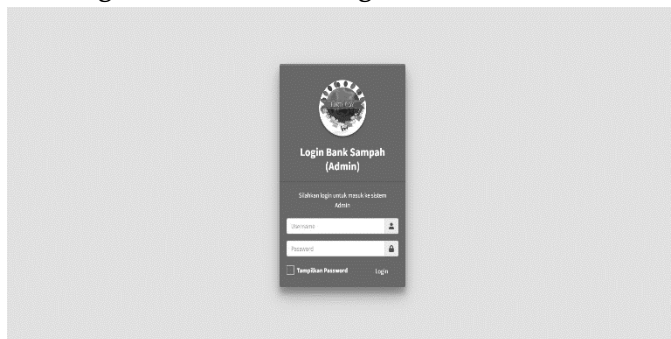 Login Bank Sampah
(Admin)
Silahkan login untuk masuk ke sistem
Admin
Username
Password
Tampilkan Password
Login